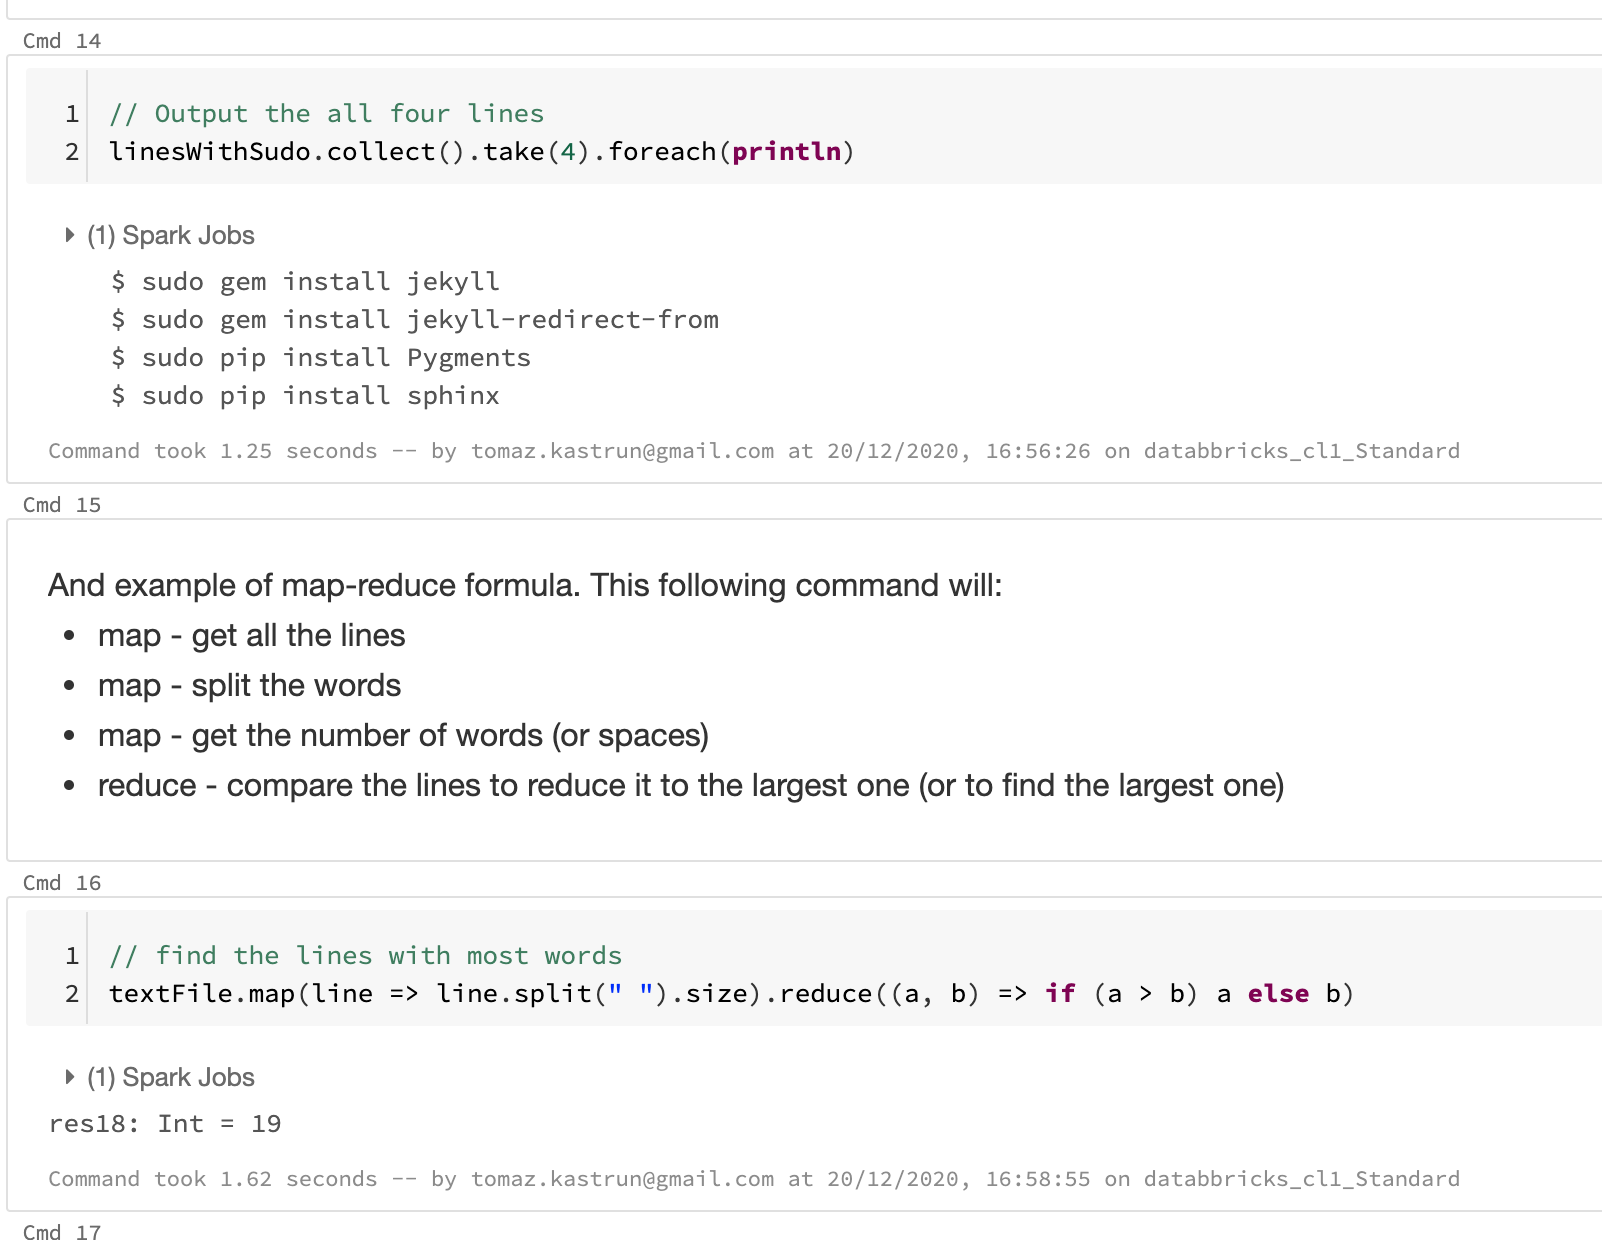 Cmd 14
1 // Output the all four lines
2 linesWithSudo.collect().take(4).foreach(println)
(1) Spark Jobs
$ sudo gem install jekyll
$ sudo gem install jekyll-redirect-from
$ sudo pip install Pygments
$ sudo pip install sphinx
Command took 1.25 seconds -- by tomaz.kastrun@gmail.com at 20/12/2020, 16:56:26 on databbricks_cl1_Standard
Cmd 15
And example of map-reduce formula. This following command will:
• map - get all the lines
• map - split the words
• map - get the number of words (or spaces)
• reduce - compare the lines to reduce it to the largest one (or to find the largest one)
Cmd 16
1 // find the lines with most words
2 textFile.map(line => line.split(" ").size).reduce((a, b) => if (a > b) a else b)
(1) Spark Jobs
res18: Int = 19
Command took 1.62 seconds -- by tomaz.kastrun@gmail.com at 20/12/2020, 16:58:55 on databbricks_cl1_Standard
Cmd 17